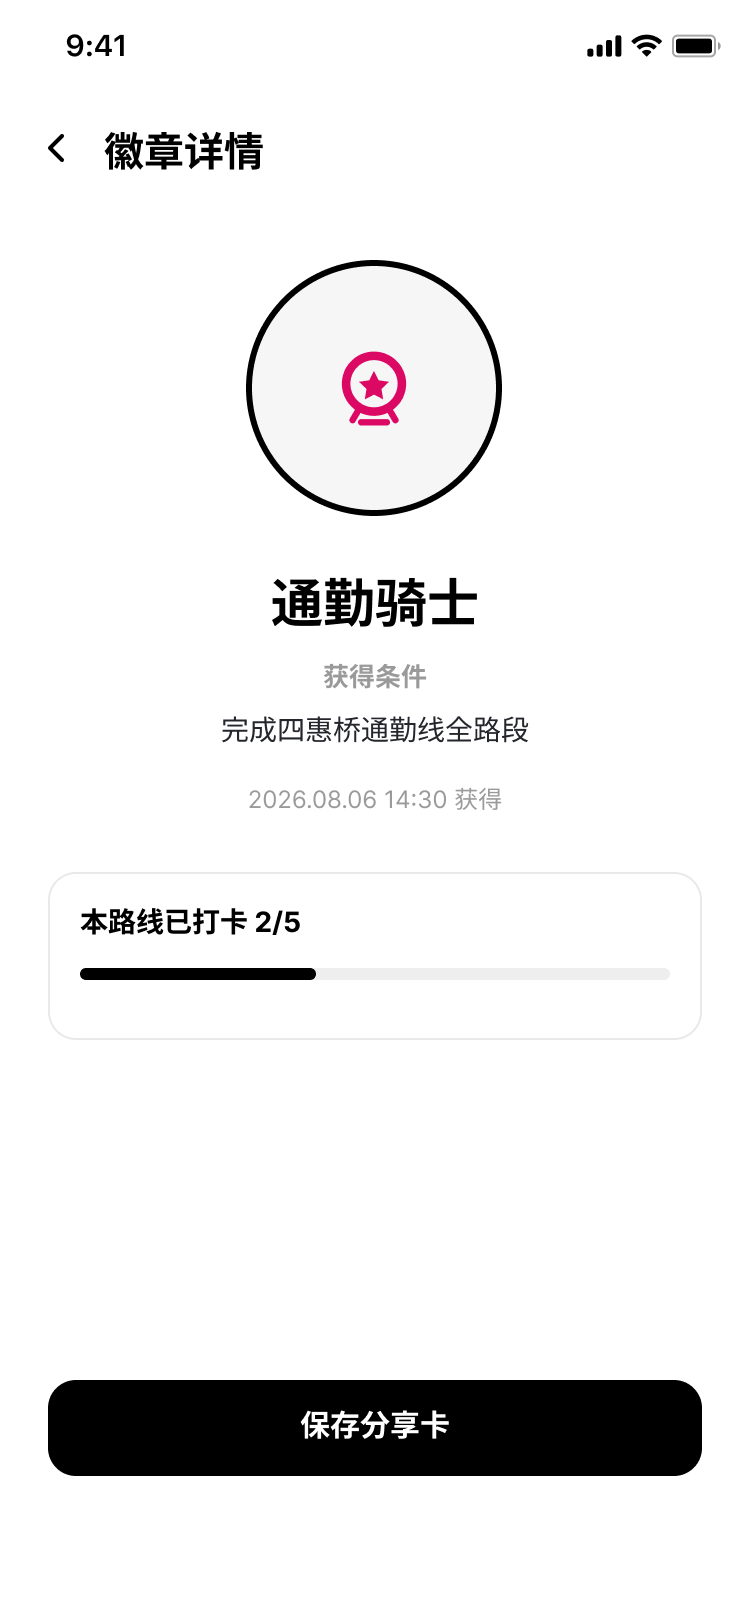 9:41
徽章详情
通勤骑士
获得条件
完成四惠桥通勤线全路段
2026.08.06 14:30 获得
本路线已打卡 2/5
保存分享卡